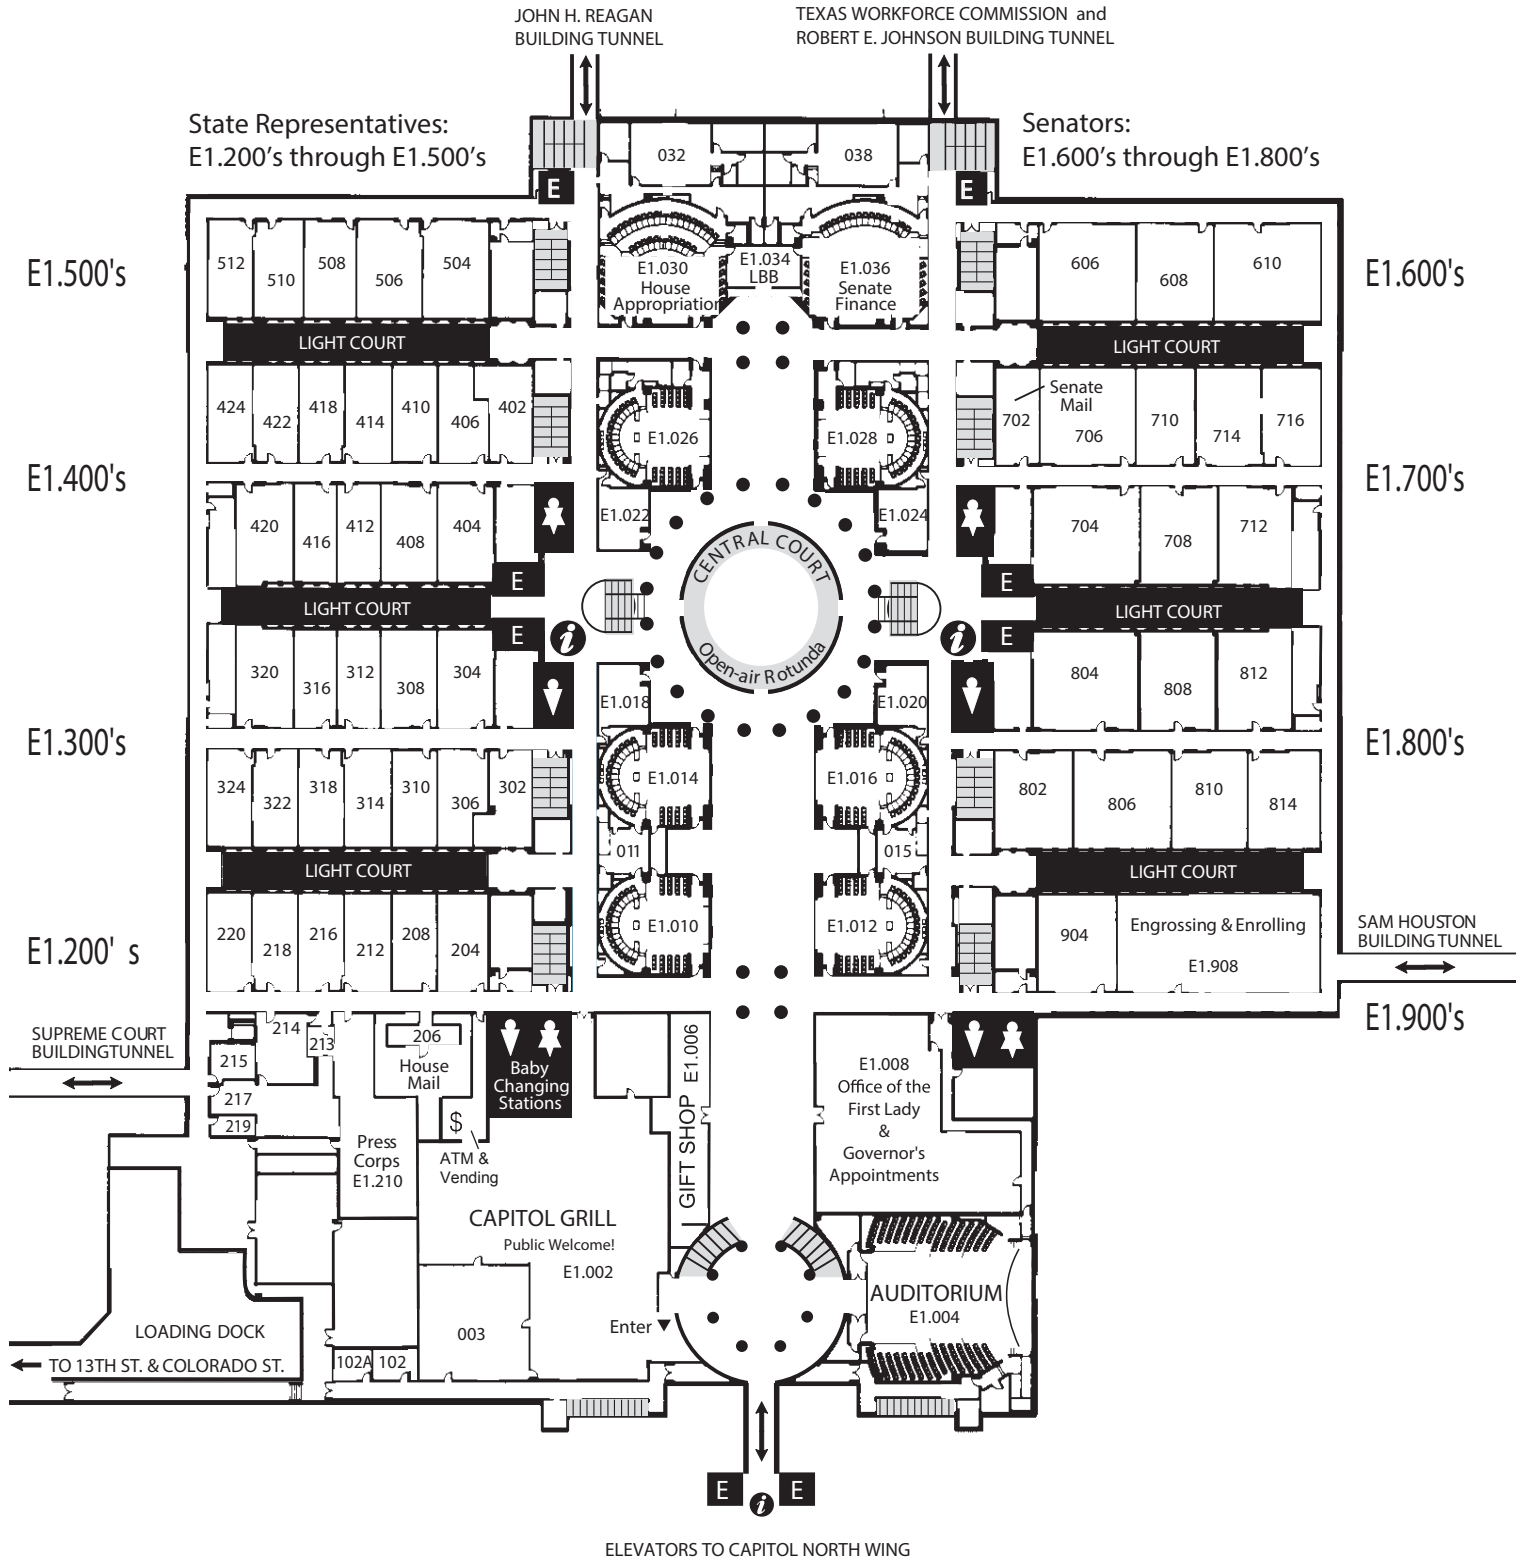 JOHN H. REAGAN
BUILDING TUNNEL
TEXAS WORKFORCE COMMISSION and
ROBERT E. JOHNSON BUILDING TUNNEL
State Representatives:
E1.200's through E1.500's
Senators:
E1.600's through E1.800's
032
038
E
E
E1.500's
512
510
508
506
504
E1.030
House
Appropriation
E1.034
LBB
E1.036
Senate
Finance
606
608
610
E1.600's
LIGHT COURT
LIGHT COURT
424
422
418
414
410
406
402
E1.026
E1.028
702
Senate
Mail
706
710
714
716
E1.400's
E1.700's
420
416
412
408
404
E1.022
E1.024
704
708
712
CENTRAL COURT
Open-air Rotunda
E
E
LIGHT COURT
LIGHT COURT
E
i
i
E
320
316
312
308
304
E1.018
E1.020
804
808
812
E1.300's
E1.800's
324
322
318
314
310
306
302
E1.014
E1.016
802
806
810
814
011
015
LIGHT COURT
LIGHT COURT
E1.200' s
220
218
216
212
208
204
E1.010
E1.012
904
Engrossing & Enrolling
E1.908
SAM HOUSTON
BUILDING TUNNEL
E1.900's
SUPREME COURT
BUILDINGTUNNEL
214
213
215
217
219
206
House
Mail
Baby
Changing
Stations
$
ATM &
Vending
Press
Corps
E1.210
GIFT SHOP E1.006
E1.008
Office of the
First Lady
&
Governor's
Appointments
CAPITOL GRILL
Public Welcome!
E1.002
AUDITORIUM
E1.004
Enter
003
LOADING DOCK
TO 13TH ST. & COLORADO ST.
102A
102
E
i
E
ELEVATORS TO CAPITOL NORTH WING